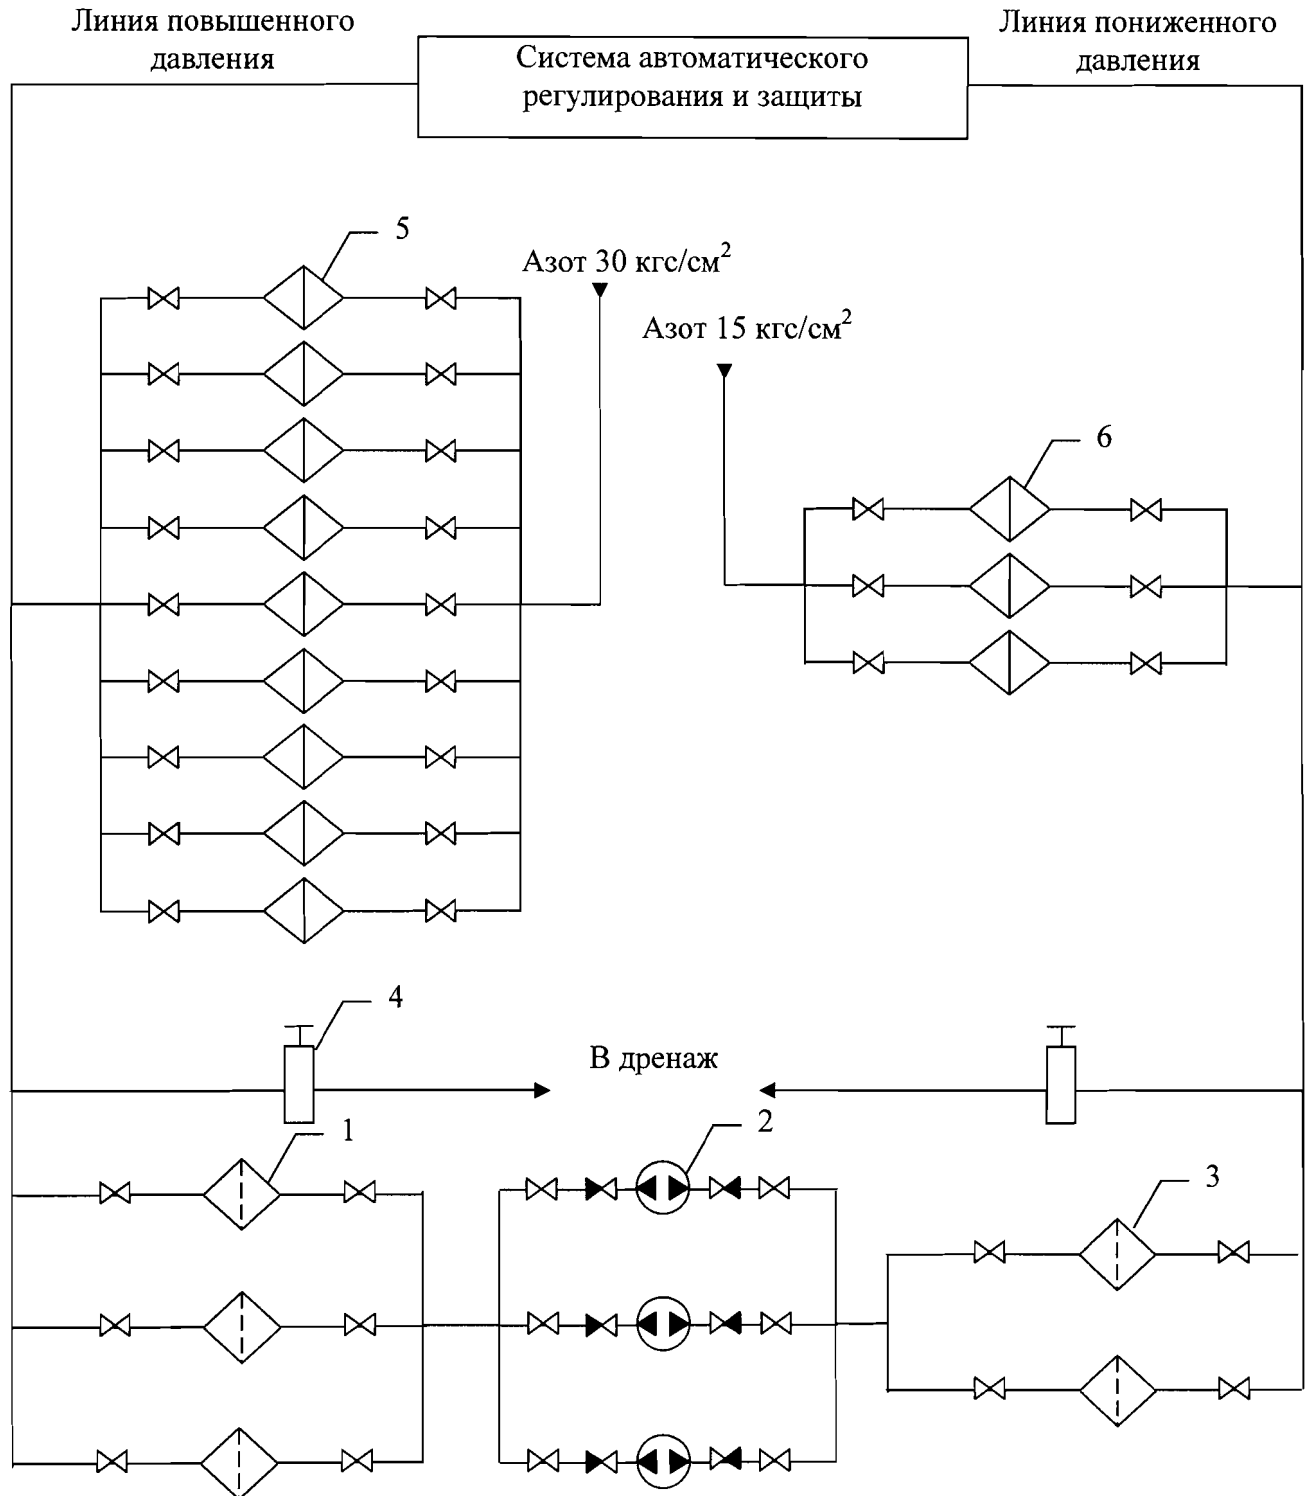 Линия повышенного
давления
Система автоматического
регулирования и защиты
Линия пониженного
давления
5
Азот 30 кгс/см²
Азот 15 кгс/см²
6
4
В дренаж
1
2
3